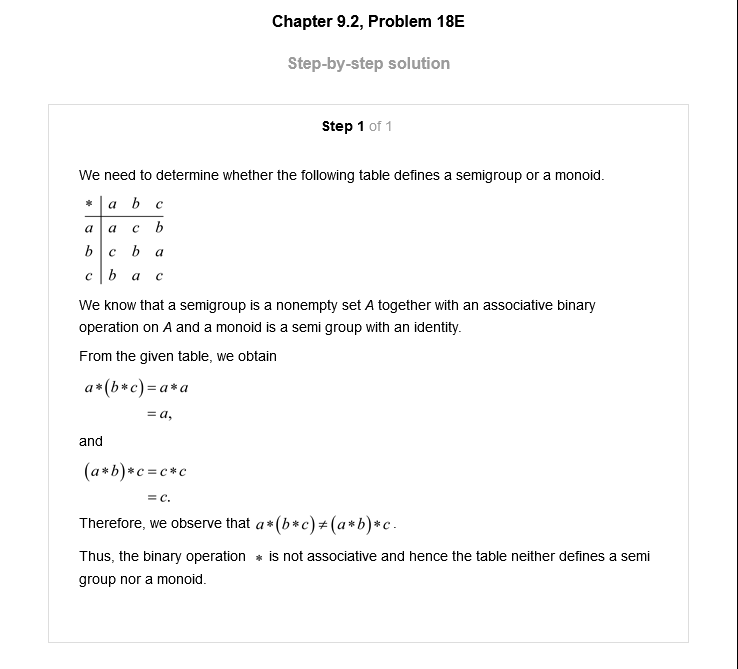 Chapter 9.2, Problem 18E
Step-by-step solution
Step 1 of 1
We need to determine whether the following table defines a semigroup or a monoid.
* a b c
a a c b
b c b a
c b a c
We know that a semigroup is a nonempty set A together with an associative binary
operation on A and a monoid is a semi group with an identity.
From the given table, we obtain
a*(b*c)=a*a
=a,
and
(a*b)*c=c*c
=c.
Therefore, we observe that a*(b*c)≠(a*b)*c.
Thus, the binary operation * is not associative and hence the table neither defines a semi
group nor a monoid.